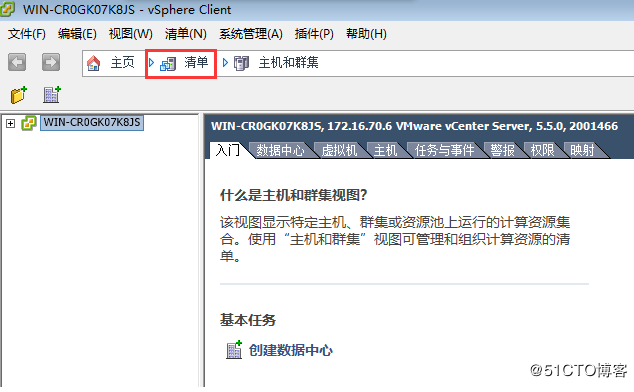 WIN-CR0GK07K8JS - vSphere Client
文件(F) 编辑(E) 视图(W) 清单(N) 系统管理(A) 插件(P) 帮助(H)
主页 清单 主机和群集
WIN-CR0GK07K8JS
WIN-CR0GK07K8JS, 172.16.70.6 VMware vCenter Server, 5.5.0, 2001466
入门 数据中心 虚拟机 主机 任务与事件 警报 权限 映射
什么是主机和群集视图?
该视图显示特定主机、群集或资源池上运行的计算资源集
合。使用“主机和群集”视图可管理和组织计算资源的清
单。
基本任务
创建数据中心
@51CTO博客